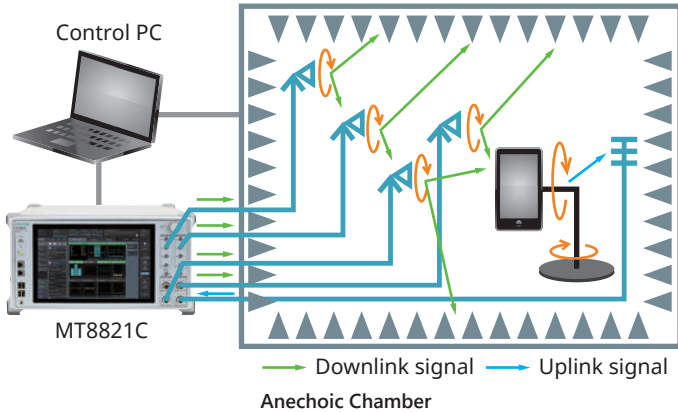 Control PC
MT8821C
Downlink signal
Uplink signal
Anechoic Chamber